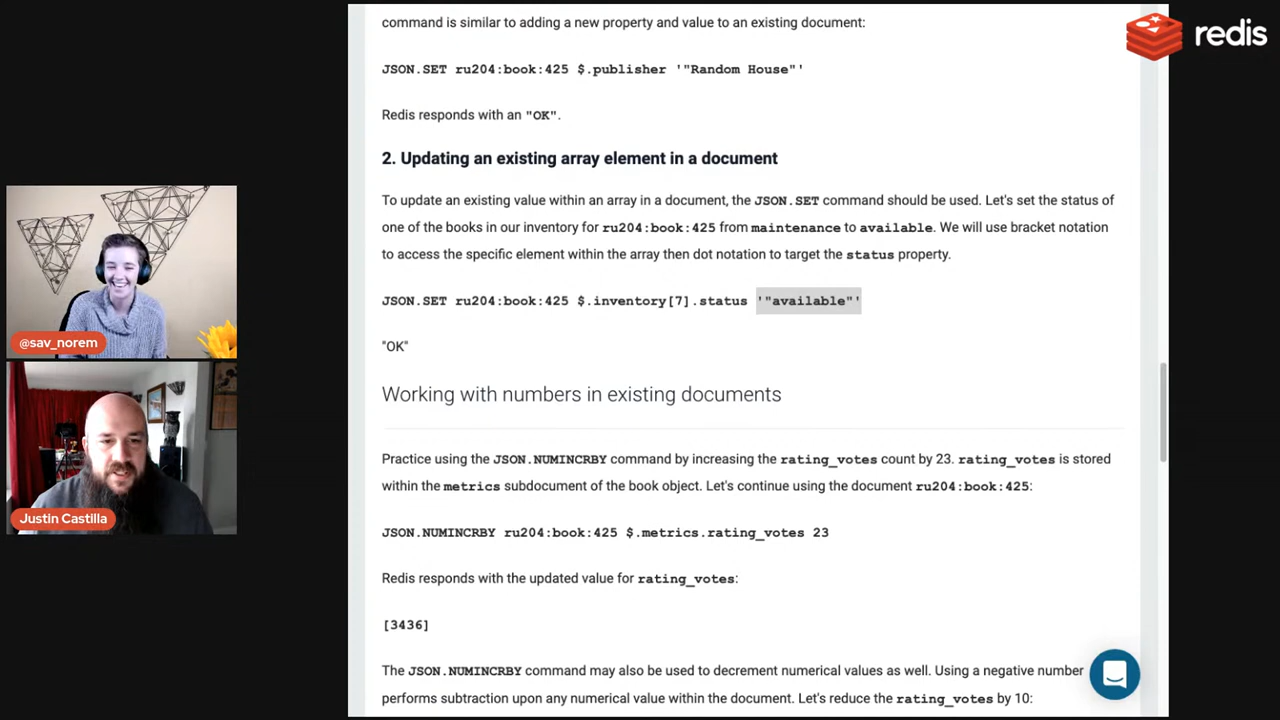 command is similar to adding a new property and value to an existing document:
redis
JSON.SET ru204:book:425 $.publisher '"Random House"'
Redis responds with an "OK".
2. Updating an existing array element in a document
To update an existing value within an array in a document, the JSON.SET command should be used. Let's set the status of
one of the books in our inventory for ru204:book:425 from maintenance to available. We will use bracket notation
to access the specific element within the array then dot notation to target the status property.
JSON.SET ru204:book:425 $.inventory[7].status '"available"'
"OK"
Working with numbers in existing documents
Practice using the JSON.NUMINCRBY command by increasing the rating_votes count by 23. rating_votes is stored
within the metrics subdocument of the book object. Let's continue using the document ru204:book:425:
JSON.NUMINCRBY ru204:book:425 $.metrics.rating_votes 23
Redis responds with the updated value for rating_votes:
[3436]
The JSON.NUMINCRBY command may also be used to decrement numerical values as well. Using a negative number
performs subtraction upon any numerical value within the document. Let's reduce the rating_votes by 10:
@sav_norem
Justin Castilla